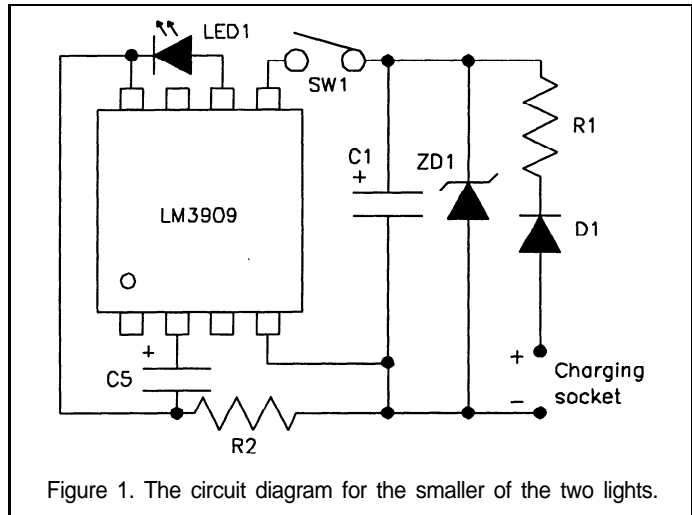 LED1
SW1
R1
C1
+
ZD1
LM3909
D1
+
C5
+
Charging
socket
−
R2
Figure 1. The circuit diagram for the smaller of the two lights.